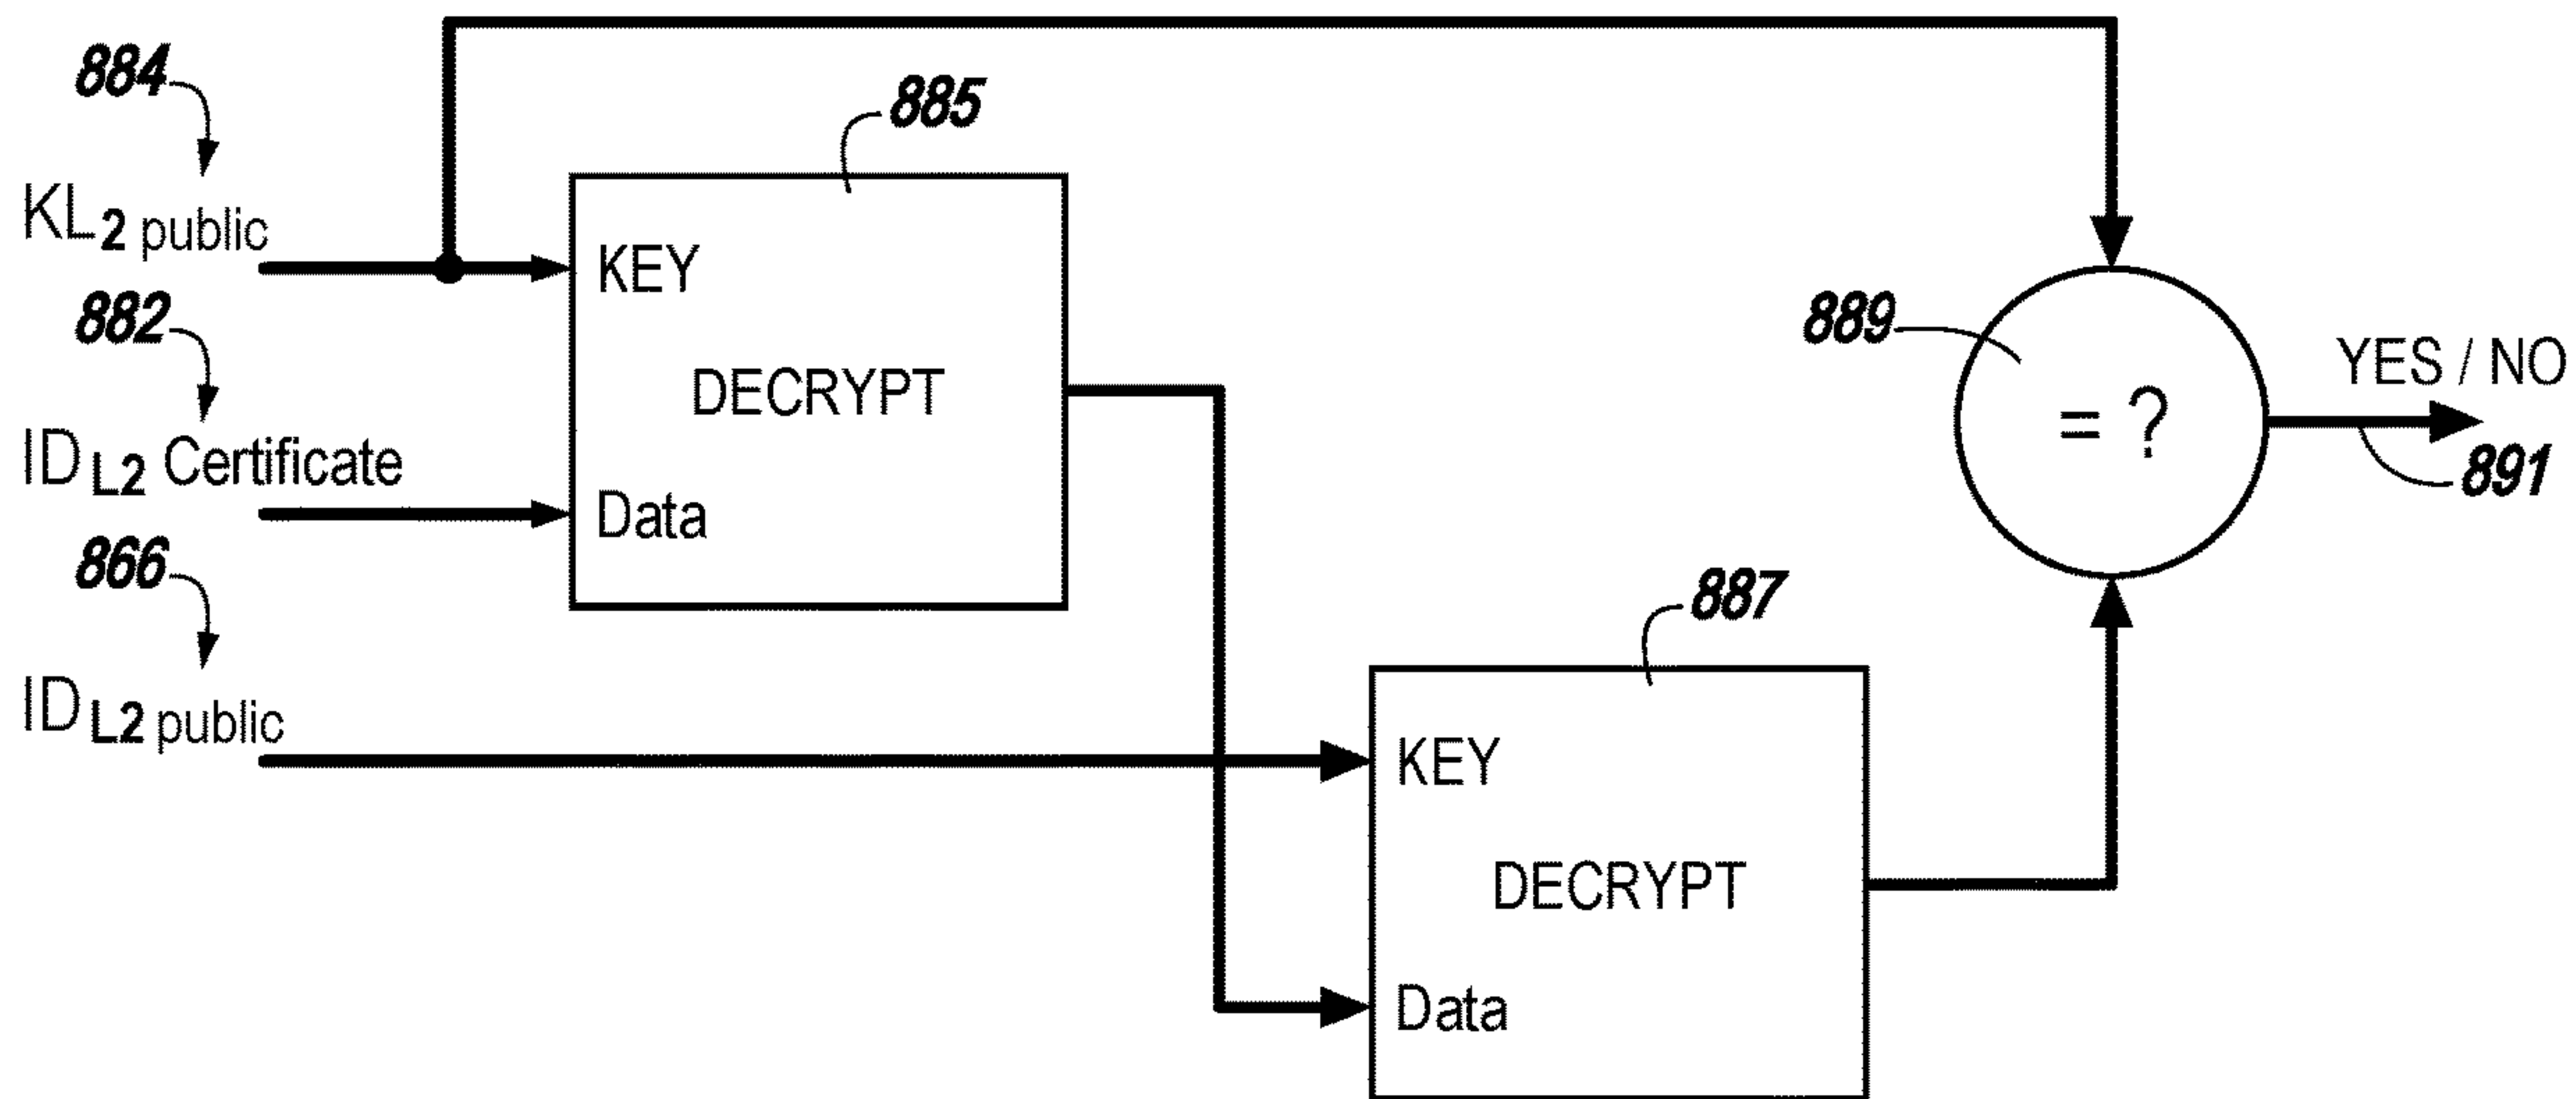 884
885
KL2 public
KEY
882
889
YES / NO
DECRYPT
= ?
IDL2 Certificate
891
Data
866
887
IDL2 public
KEY
DECRYPT
Data